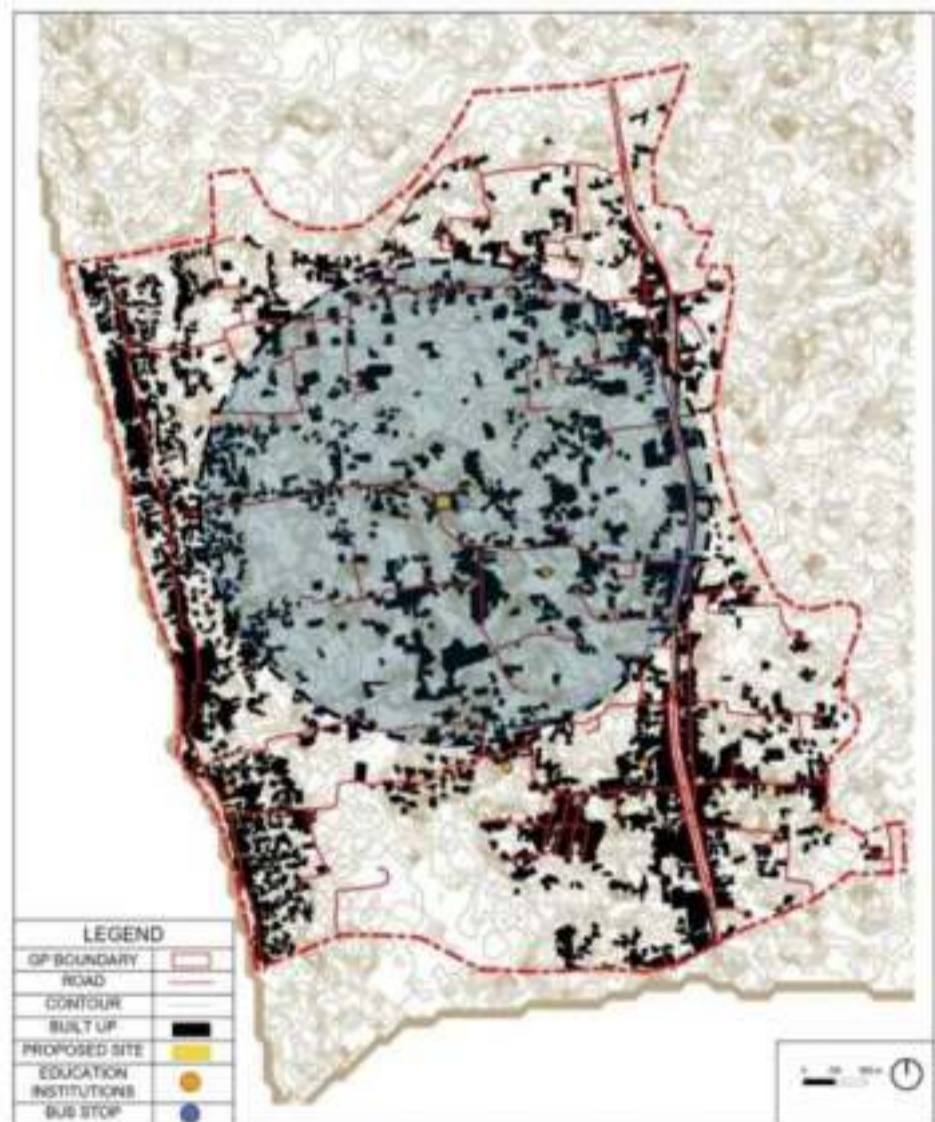 LEGEND
GP BOUNDARY
ROAD
CONTOUR
BUILT UP
PROPOSED SITE
EDUCATION
INSTITUTIONS
BUS STOP